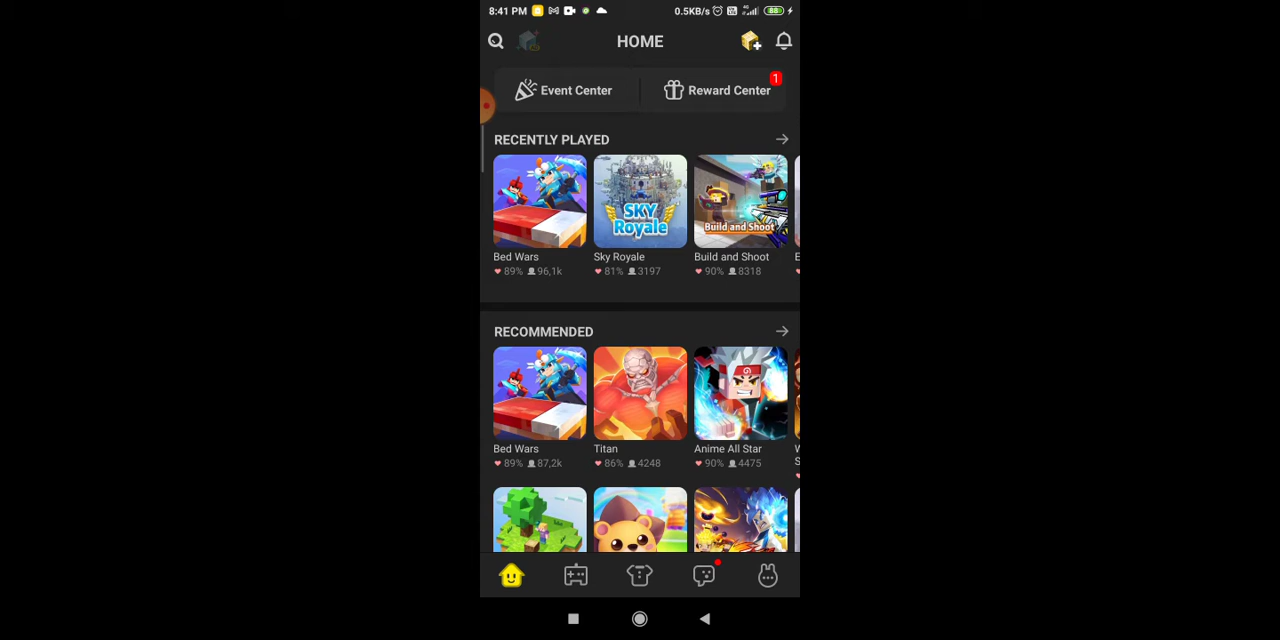 8:41 PM 0.5KB/s 4G 88
HOME
Event Center Reward Center 1
RECENTLY PLAYED
SKY
Royale
Build and Shoot
Bed Wars Sky Royale Build and Shoot E
89% 96,1k 81% 3197 90% 8318
RECOMMENDED
Bed Wars Titan Anime All Star W
S
89% 87,2k 86% 4248 90% 4475